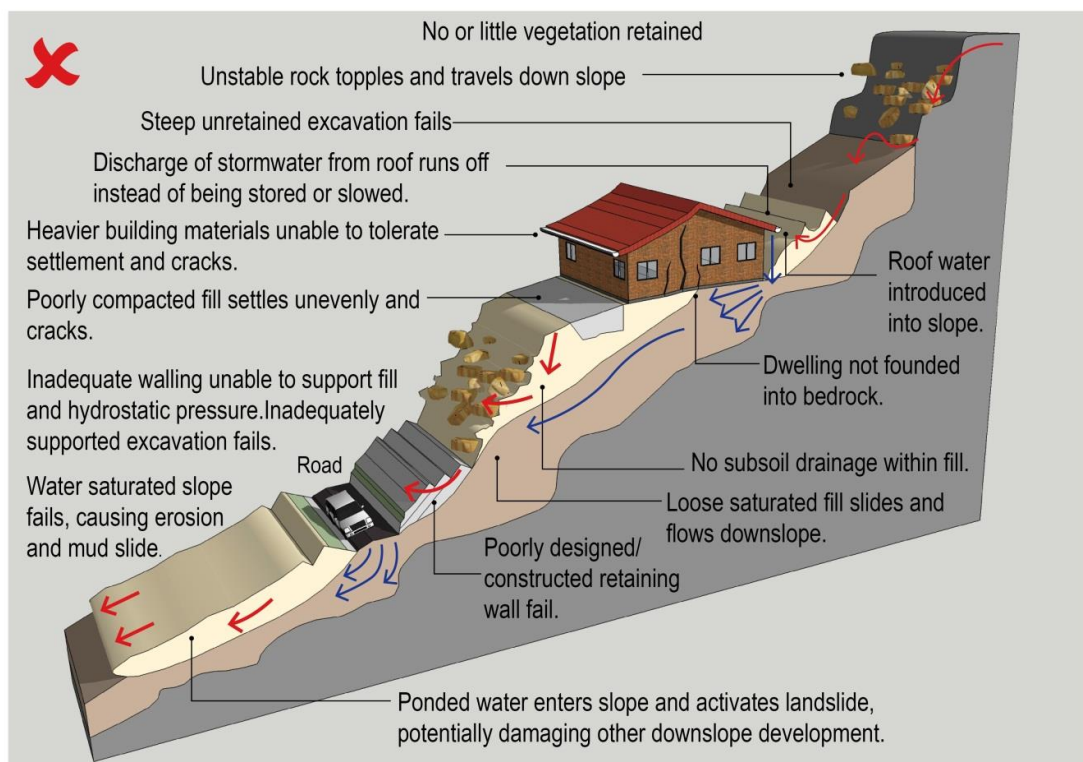 No or little vegetation retained
Unstable rock topples and travels down slope
Steep unretained excavation fails
Discharge of stormwater from roof runs off
instead of being stored or slowed.
Heavier building materials unable to tolerate
settlement and cracks.
Poorly compacted fill settles unevenly and
cracks.
Inadequate walling unable to support fill
and hydrostatic pressure.Inadequately
supported excavation fails.
Road
Water saturated slope
fails, causing erosion
and mud slide.
Roof water
introduced
into slope.
Dwelling not founded
into bedrock.
No subsoil drainage within fill.
Loose saturated fill slides and
flows downslope.
Poorly designed/
constructed retaining
wall fail.
Ponded water enters slope and activates landslide,
potentially damaging other downslope development.